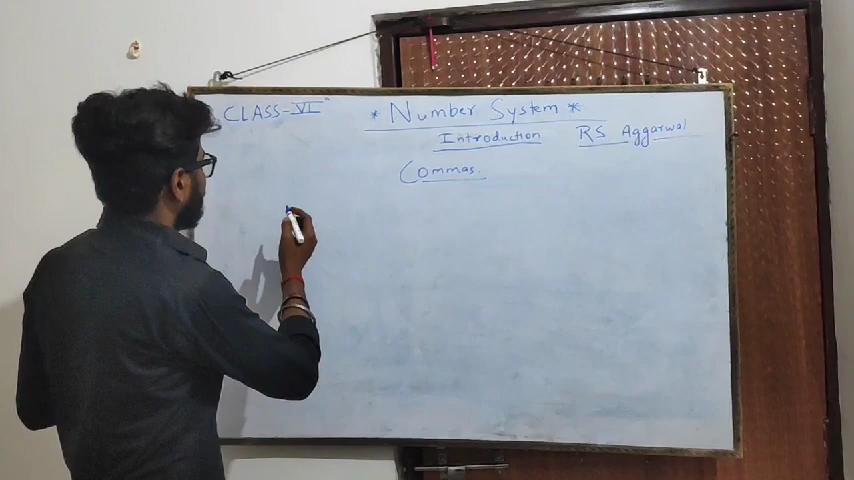 CLASS-VI" * Number System *
Introduction RS Aggarwal
Commas.